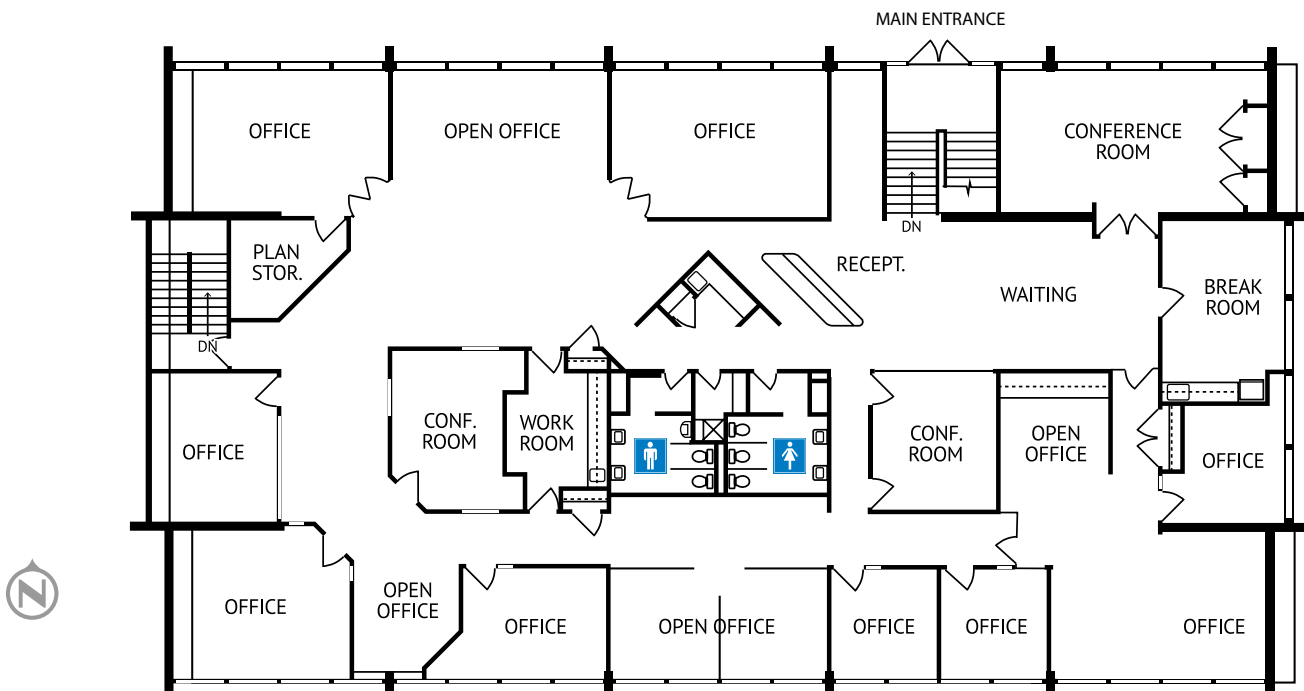 MAIN ENTRANCE
OFFICE
OPEN OFFICE
OFFICE
CONFERENCE
ROOM
DN
PLAN
STOR.
RECEPT.
WAITING
BREAK
ROOM
DN
CONF.
ROOM
WORK
ROOM
CONF.
ROOM
OPEN
OFFICE
OFFICE
OFFICE
N
OFFICE
OPEN
OFFICE
OFFICE
OPEN OFFICE
OFFICE
OFFICE
OFFICE